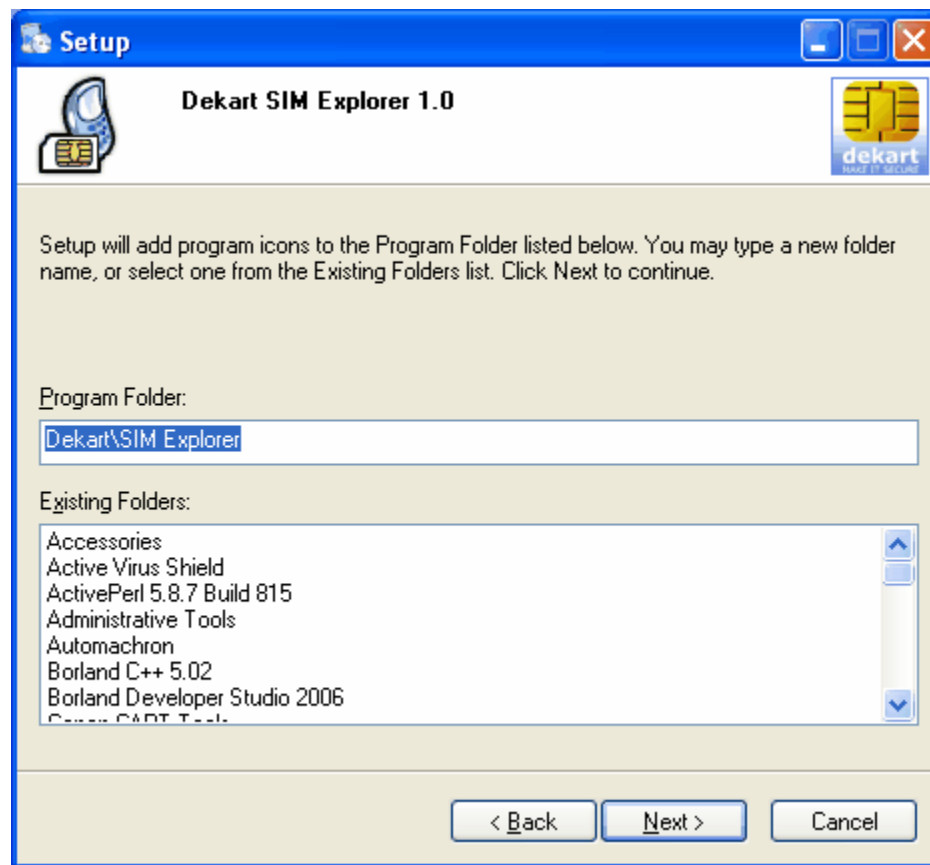 Setup
Dekart SIM Explorer 1.0
dekart
MAKE IT SECURE
Setup will add program icons to the Program Folder listed below. You may type a new folder
name, or select one from the Existing Folders list. Click Next to continue.
Program Folder:
Dekart\SIM Explorer
Existing Folders:
Accessories
Active Virus Shield
ActivePerl 5.8.7 Build 815
Administrative Tools
Automachron
Borland C++ 5.02
Borland Developer Studio 2006
< Back
Next >
Cancel